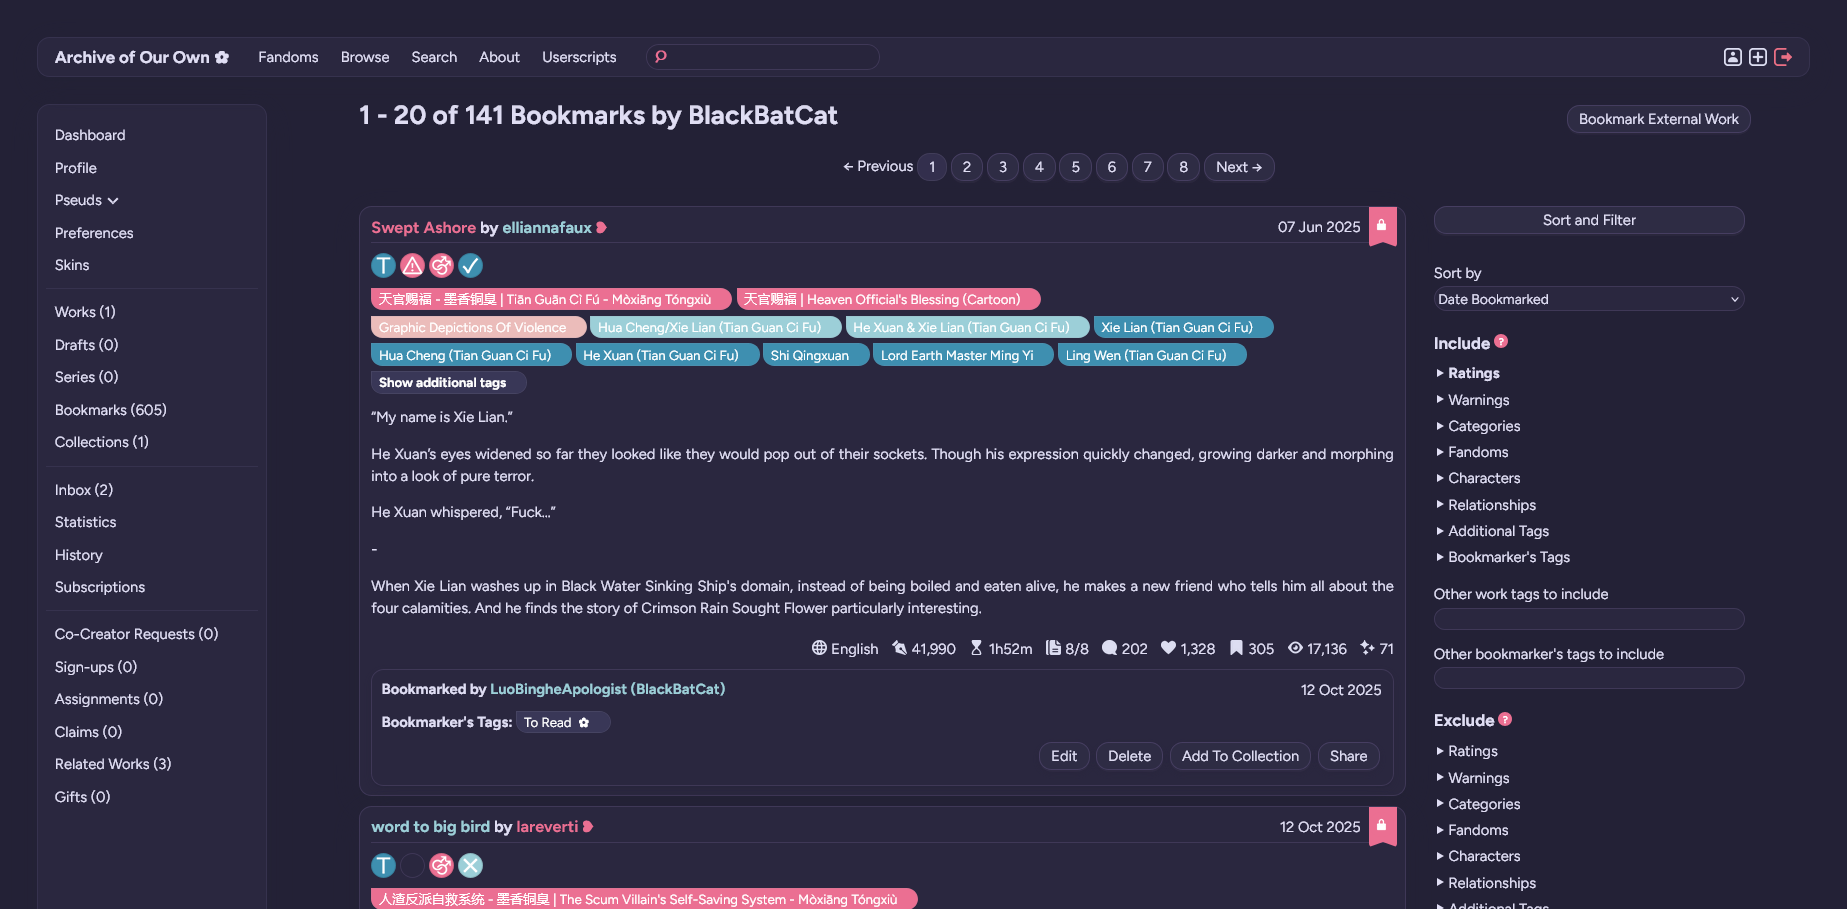 Archive of Our Own
Fandoms
Browse
Search
About
Userscripts
Dashboard
Profile
Pseuds
Preferences
Skins
Works (1)
Drafts (0)
Series (0)
Bookmarks (605)
Collections (1)
Inbox (2)
Statistics
History
Subscriptions
Co-Creator Requests (0)
Sign-ups (0)
Assignments (0)
Claims (0)
Related Works (3)
Gifts (0)
1 - 20 of 141 Bookmarks by BlackBatCat
Bookmark External Work
← Previous 1 2 3 4 5 6 7 8 Next →
Swept Ashore by elliannafaux
07 Jun 2025
T
天官赐福 - 墨香铜臭 | Tiān Guān Cì Fú - Mòxiāng Tóngxiù
天官赐福 | Heaven Official's Blessing (Cartoon)
Graphic Depictions Of Violence
Hua Cheng/Xie Lian (Tian Guan Ci Fu)
He Xuan & Xie Lian (Tian Guan Ci Fu)
Xie Lian (Tian Guan Ci Fu)
Hua Cheng (Tian Guan Ci Fu)
He Xuan (Tian Guan Ci Fu)
Shi Qingxuan
Lord Earth Master Ming Yi
Ling Wen (Tian Guan Ci Fu)
Show additional tags
“My name is Xie Lian.”
He Xuan’s eyes widened so far they looked like they would pop out of their sockets. Though his expression quickly changed, growing darker and morphing
into a look of pure terror.
He Xuan whispered, “Fuck…”
-
When Xie Lian washes up in Black Water Sinking Ship's domain, instead of being boiled and eaten alive, he makes a new friend who tells him all about the
four calamities. And he finds the story of Crimson Rain Sought Flower particularly interesting.
English 41,990 1h52m 8/8 202 1,328 305 17,136 71
Bookmarked by LuoBingheApologist (BlackBatCat)
12 Oct 2025
Bookmarker's Tags: To Read
Edit
Delete
Add To Collection
Share
word to big bird by lareverti
12 Oct 2025
T
人渣反派自救系统 - 墨香铜臭 | The Scum Villain's Self-Saving System - Mòxiāng Tóngxiù
Sort and Filter
Sort by
Date Bookmarked
Include ?
Ratings
Warnings
Categories
Fandoms
Characters
Relationships
Additional Tags
Bookmarker's Tags
Other work tags to include
Other bookmarker's tags to include
Exclude ?
Ratings
Warnings
Categories
Fandoms
Characters
Relationships
Additional Tags